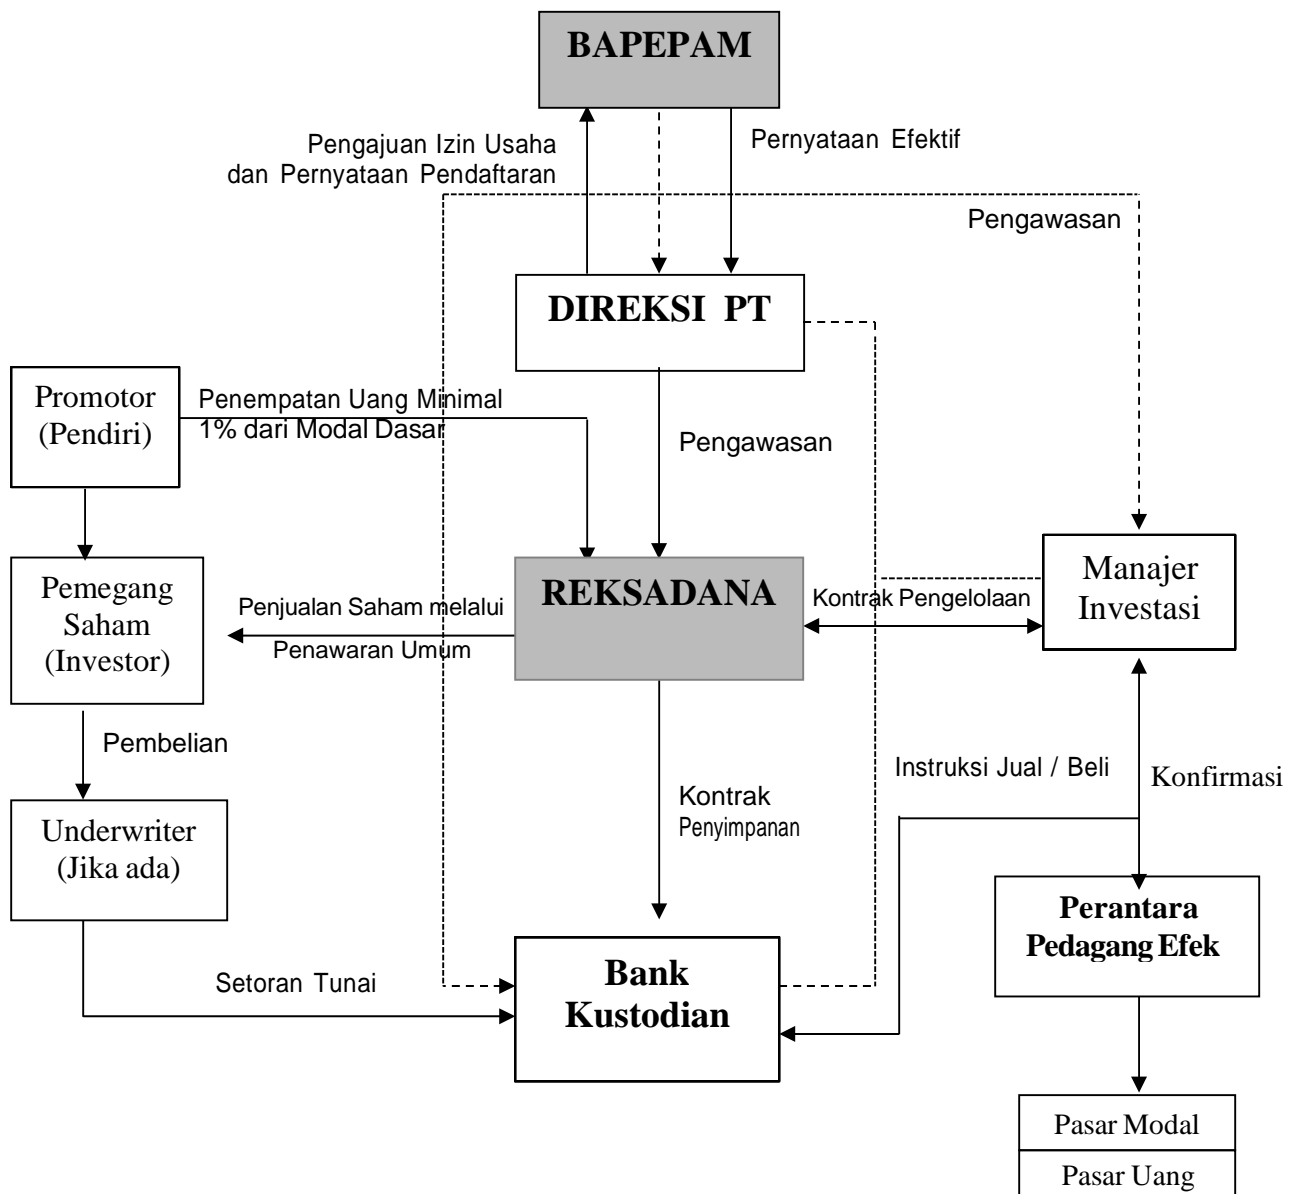 BAPEPAM
Pengajuan Izin Usaha
dan Pernyataan Pendaftaran
Pernyataan Efektif
Pengawasan
DIREKSI PT
Promotor
(Pendiri)
Penempatan Uang Minimal
1% dari Modal Dasar
Pengawasan
Pemegang
Saham
(Investor)
Penjualan Saham melalui
Penawaran Umum
REKSADANA
Kontrak Pengelolaan
Manajer
Investasi
Pembelian
Underwriter
(Jika ada)
Kontrak
Penyimpanan
Instruksi Jual / Beli
Konfirmasi
Setoran Tunai
Bank
Kustodian
Perantara
Pedagang Efek
Pasar Modal
Pasar Uang